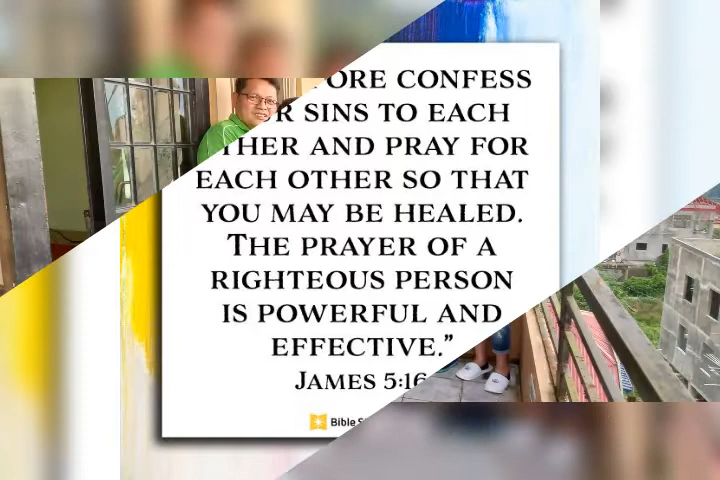 ORE CONFESS
R SINS TO EACH
THER AND PRAY FOR
EACH OTHER SO THAT
YOU MAY BE HEALED.
THE PRAYER OF A
RIGHTEOUS PERSON
IS POWERFUL AND
EFFECTIVE.”
JAMES 5:16
Bible